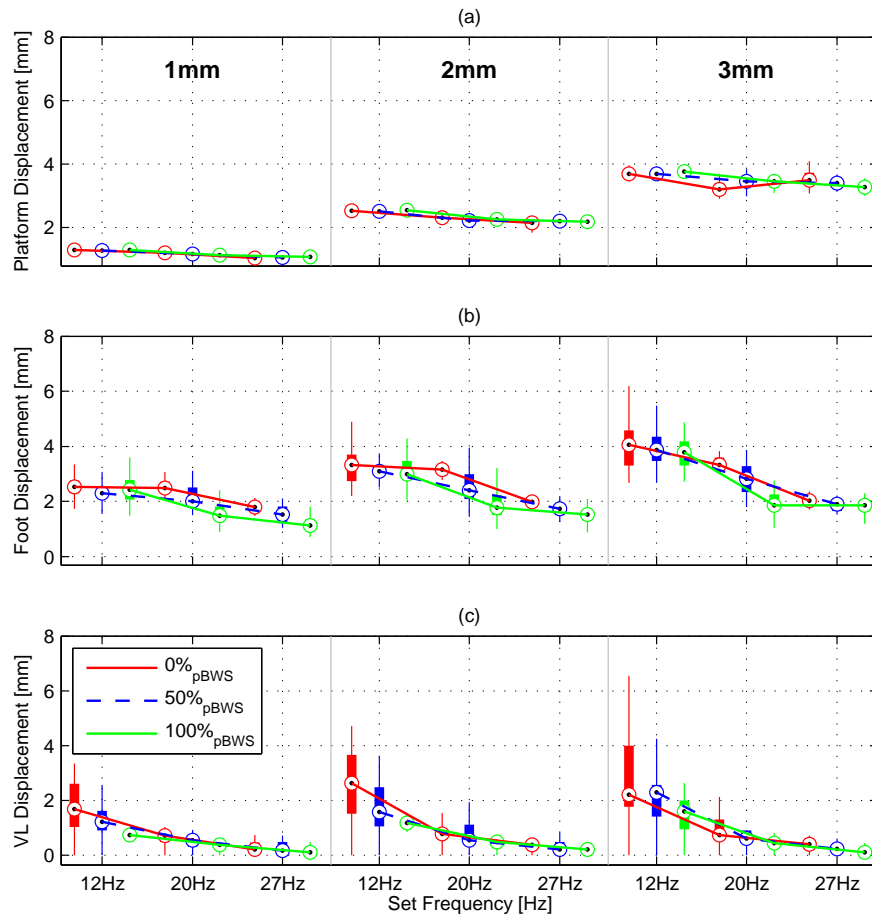 (a)
8
6
4
2
Platform Displacement [mm]
1mm
2mm
3mm
(b)
8
6
4
2
0
Foot Displacement [mm]
(c)
8
6
4
2
0
VL Displacement [mm]
0%pBWS
50%pBWS
100%pBWS
12Hz 20Hz 27Hz 12Hz 20Hz 27Hz 12Hz 20Hz 27Hz
Set Frequency [Hz]